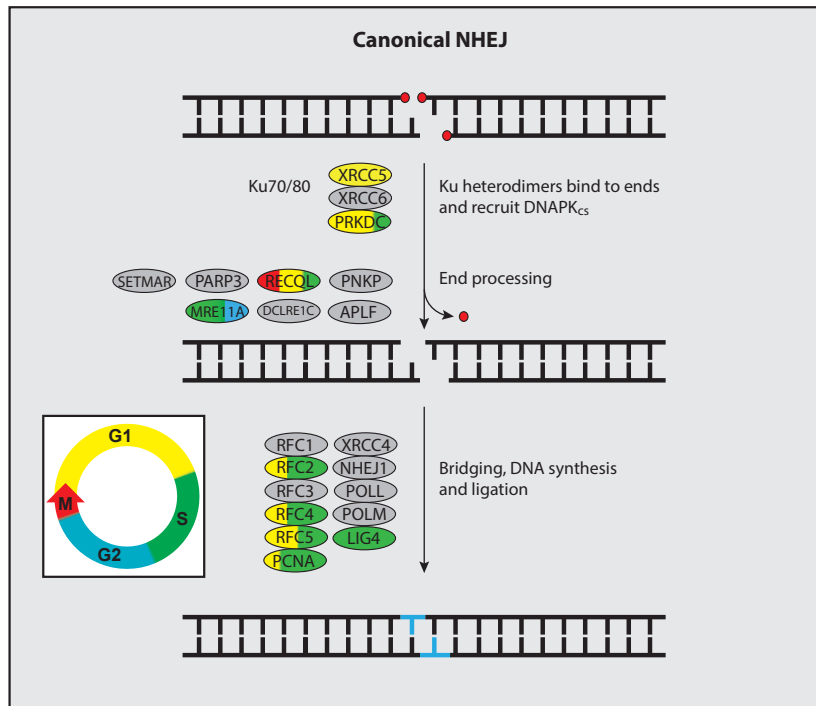 Canonical NHEJ
Ku70/80
XRCC5
XRCC6
PRKDC
Ku heterodimers bind to ends
and recruit DNAPKcs
SETMAR
PARP3
RECQL
PNKP
MRE11A
DCLRE1C
APLF
End processing
G1
M
S
G2
RFC1
XRCC4
RFC2
NHEJ1
RFC3
POLL
RFC4
POLM
RFC5
LIG4
PCNA
Bridging, DNA synthesis
and ligation